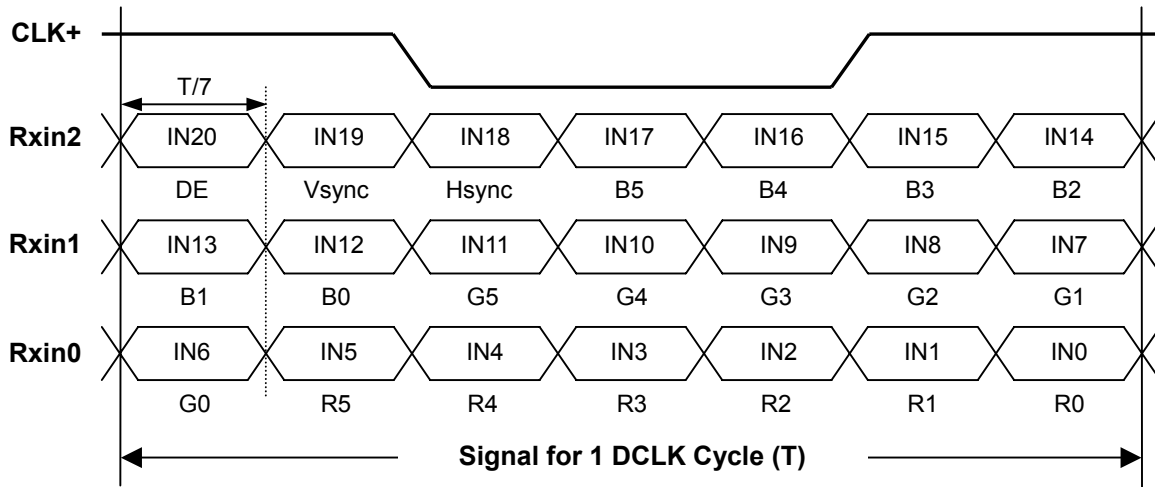 CLK+
T/7
Rxin2 IN20 IN19 IN18 IN17 IN16 IN15 IN14
DE Vsync Hsync B5 B4 B3 B2
Rxin1 IN13 IN12 IN11 IN10 IN9 IN8 IN7
B1 B0 G5 G4 G3 G2 G1
Rxin0 IN6 IN5 IN4 IN3 IN2 IN1 IN0
G0 R5 R4 R3 R2 R1 R0
Signal for 1 DCLK Cycle (T)